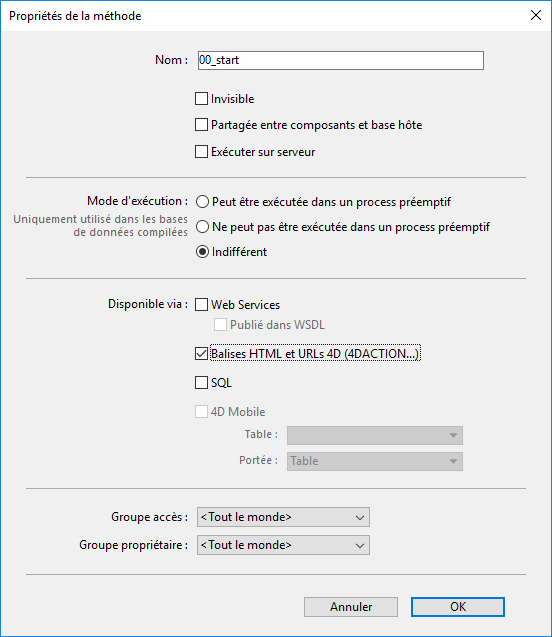 Propriétés de la méthode
Nom : 00_start
Invisible
Partagée entre composants et base hôte
Exécuter sur serveur
Mode d'exécution : Peut être exécutée dans un process préemptif
Uniquement utilisé dans les bases
de données compilées
Ne peut pas être exécutée dans un process préemptif
Indifférent
Disponible via : Web Services
Publié dans WSDL
Balises HTML et URLs 4D (4DACTION...)
SQL
4D Mobile
Table :
Portée : Table
Groupe accès : <Tout le monde>
Groupe propriétaire : <Tout le monde>
Annuler OK